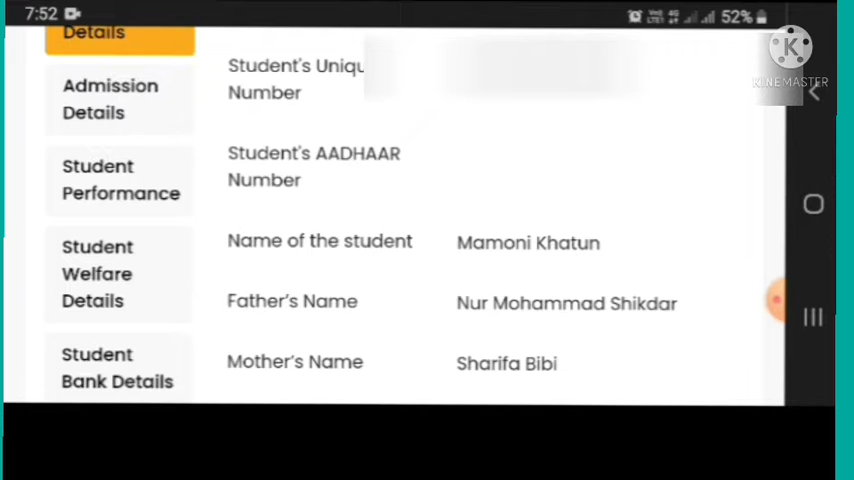 7:52
52%
Details
Student's Uniqu
Number
Admission
Details
Student's AADHAAR
Number
Student
Performance
Name of the student
Mamoni Khatun
Student
Welfare
Details
Father's Name
Nur Mohammad Shikdar
Student
Bank Details
Mother's Name
Sharifa Bibi
K
KINEMASTER